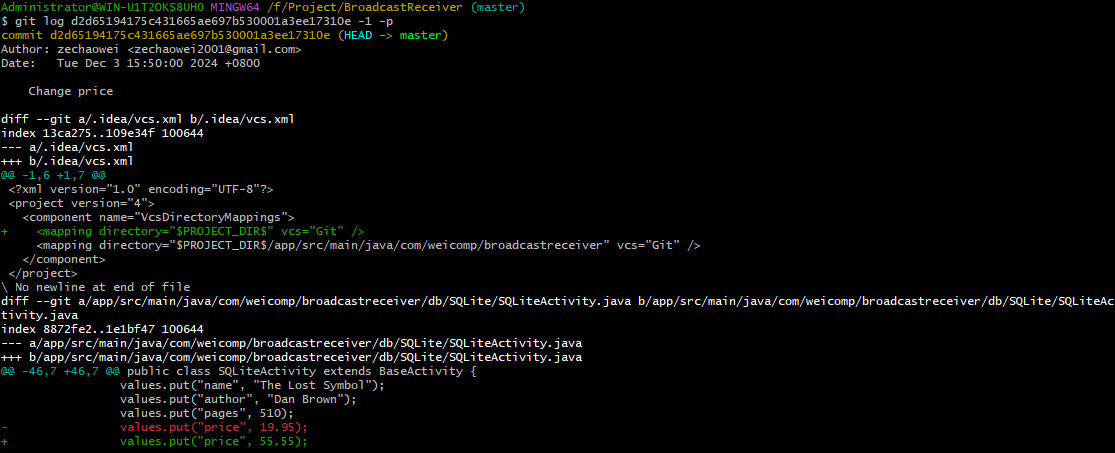 Administrator@WIN-U1T2OKS8UHO MINGW64 /f/Project/BroadcastReceiver (master)
$ git log d2d65194175c431665ae697b530001a3ee17310e -1 -p
commit d2d65194175c431665ae697b530001a3ee17310e (HEAD -> master)
Author: zechaowei <zechaowei2001@gmail.com>
Date:   Tue Dec 3 15:50:00 2024 +0800
    Change price
diff --git a/.idea/vcs.xml b/.idea/vcs.xml
index 13ca275..109e34f 100644
--- a/.idea/vcs.xml
+++ b/.idea/vcs.xml
@@ -1,6 +1,7 @@
 <?xml version="1.0" encoding="UTF-8"?>
 <project version="4">
   <component name="VcsDirectoryMappings">
+    <mapping directory="$PROJECT_DIR$" vcs="Git" />
     <mapping directory="$PROJECT_DIR$/app/src/main/java/com/weicomp/broadcastreceiver" vcs="Git" />
   </component>
 </project>
\ No newline at end of file
diff --git a/app/src/main/java/com/weicomp/broadcastreceiver/db/SQLite/SQLiteActivity.java b/app/src/main/java/com/weicomp/broadcastreceiver/db/SQLite/SQLiteAc
tivity.java
index 8872fe2..1e1bf47 100644
--- a/app/src/main/java/com/weicomp/broadcastreceiver/db/SQLite/SQLiteActivity.java
+++ b/app/src/main/java/com/weicomp/broadcastreceiver/db/SQLite/SQLiteActivity.java
@@ -46,7 +46,7 @@ public class SQLiteActivity extends BaseActivity {
                 values.put("name", "The Lost Symbol");
                 values.put("author", "Dan Brown");
                 values.put("pages", 510);
-                values.put("price", 19.95);
+                values.put("price", 55.55);